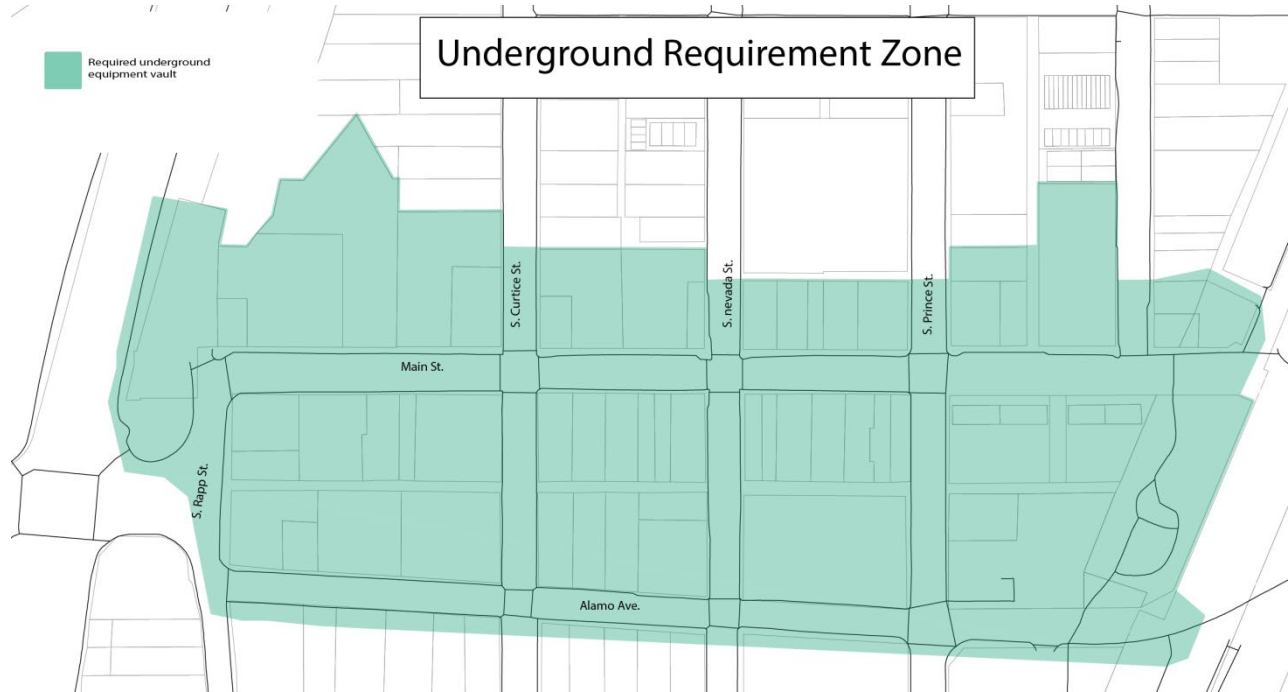 Underground Requirement Zone
Required underground
equipment vault
S. Curtice St.
S. nevada St.
S. Prince St.
Main St.
S. Rapp St.
Alamo Ave.